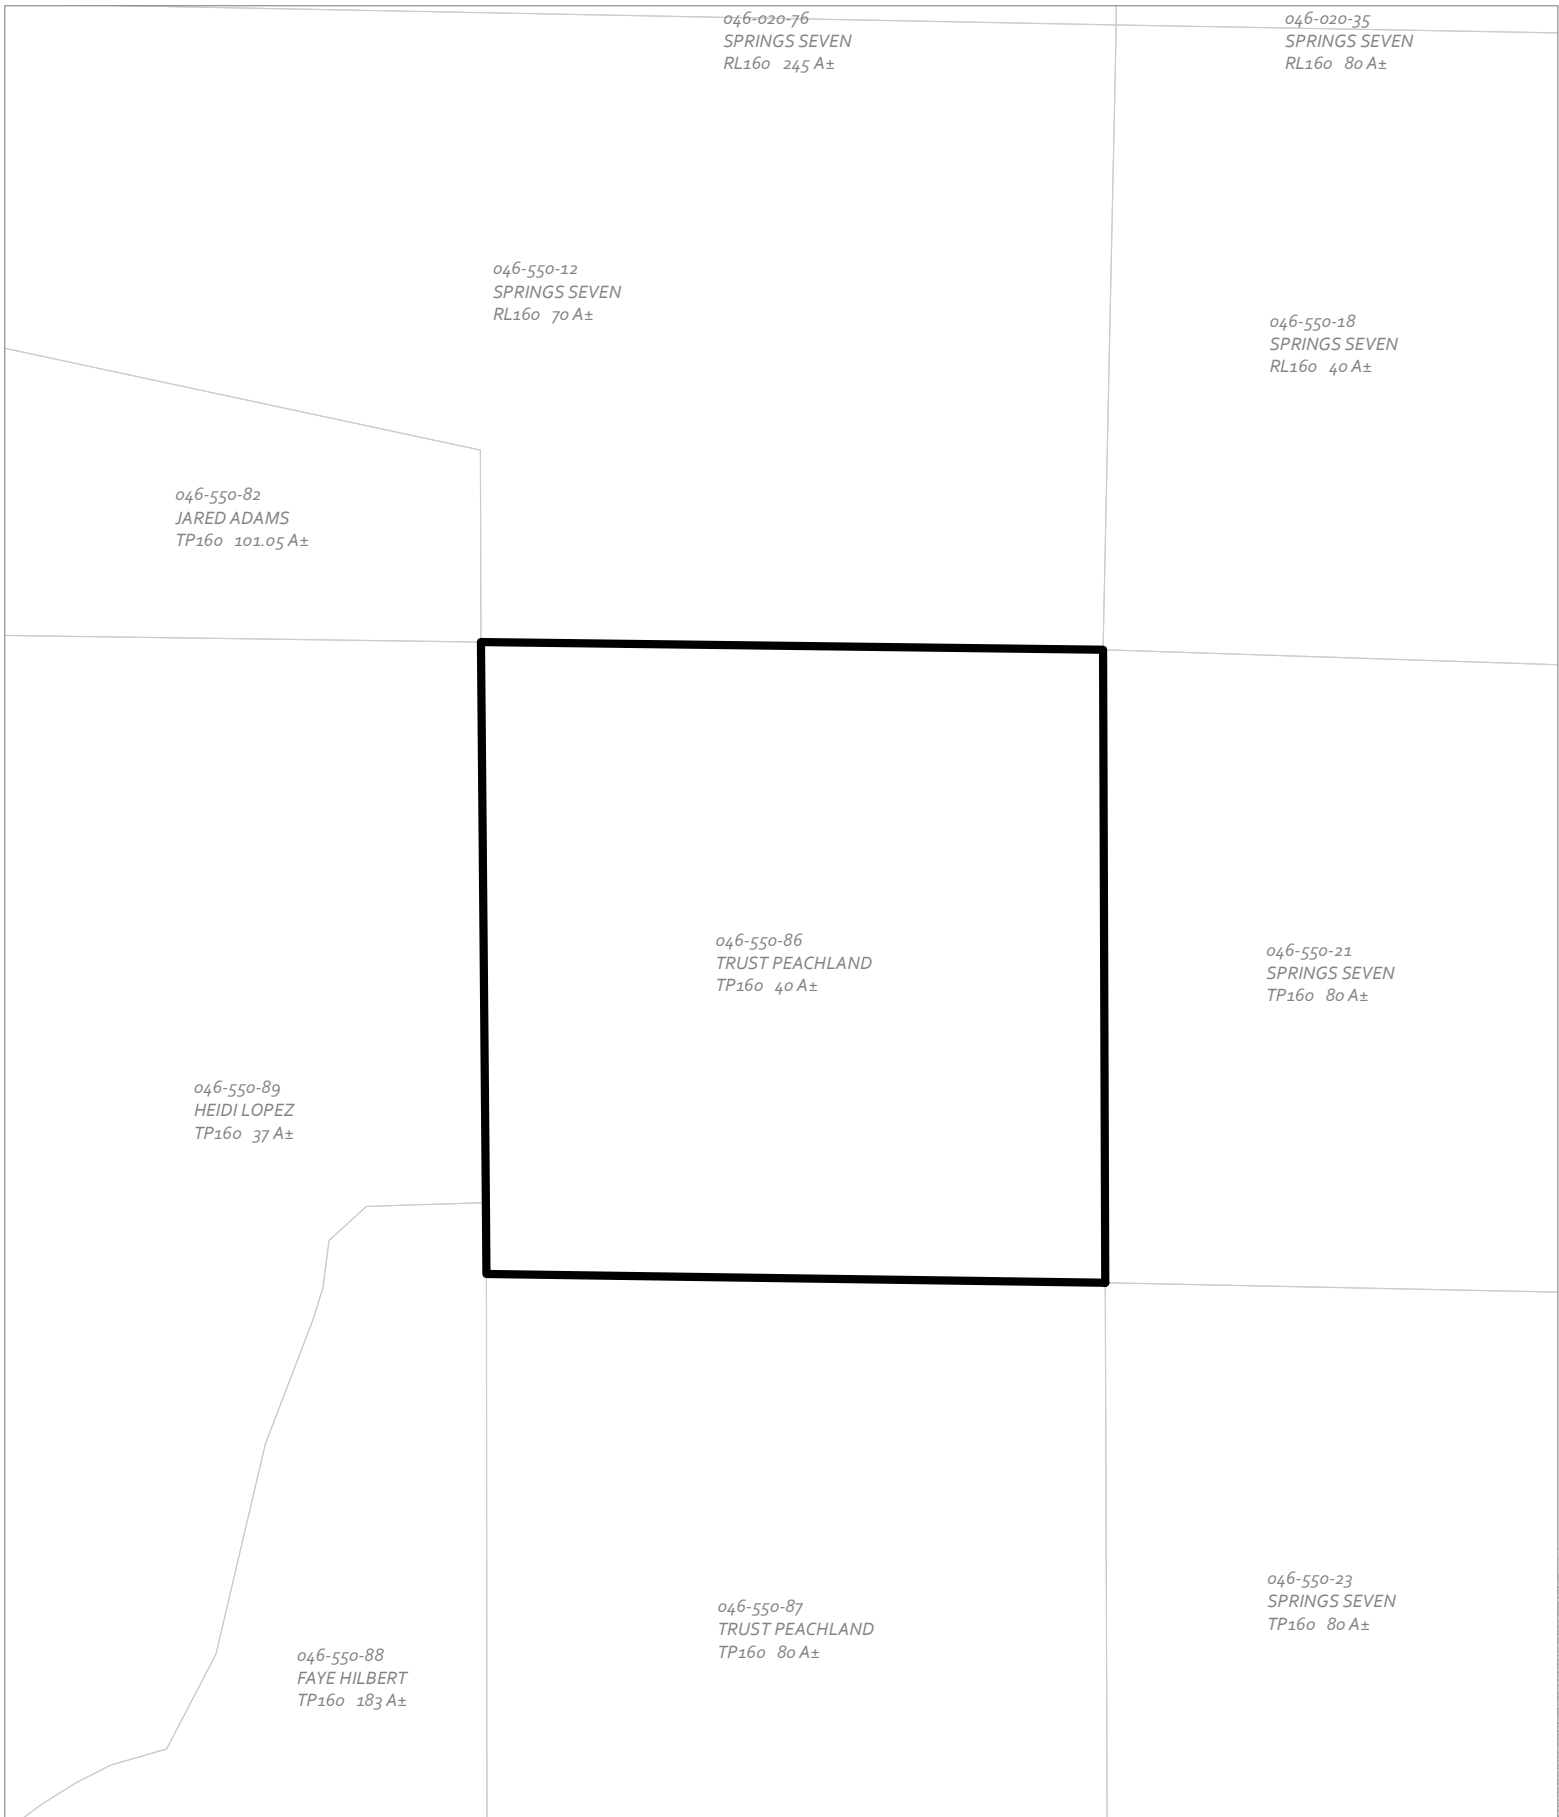 046-020-76
SPRINGS SEVEN
RL160 245 A±
046-020-35
SPRINGS SEVEN
RL160 80 A±
046-550-12
SPRINGS SEVEN
RL160 70 A±
046-550-18
SPRINGS SEVEN
RL160 40 A±
046-550-82
JARED ADAMS
TP160 101.05 A±
046-550-86
TRUST PEACHLAND
TP160 40 A±
046-550-21
SPRINGS SEVEN
TP160 80 A±
046-550-89
HEIDI LOPEZ
TP160 37 A±
046-550-23
SPRINGS SEVEN
TP160 80 A±
046-550-87
TRUST PEACHLAND
TP160 80 A±
046-550-88
FAYE HILBERT
TP160 183 A±